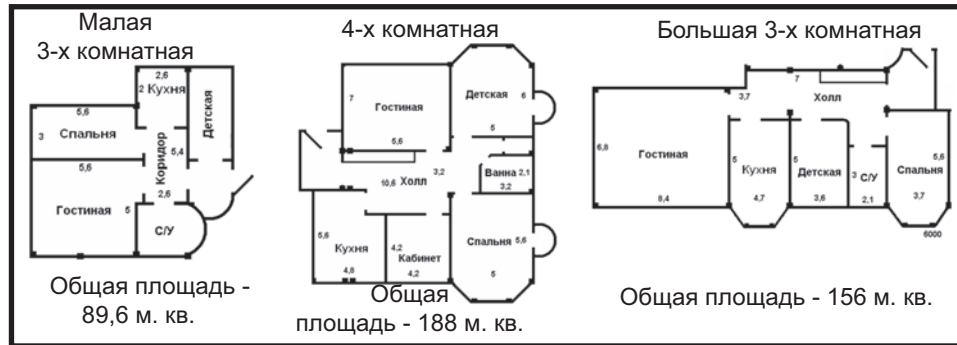 Малая
3-х комнатная
2,6
2 Кухня
Детская
5,6
3 Спальня
5,4
Коридор
5,6
2,6
Гостиная 5
С/У
Общая площадь -
89,6 м. кв.
4-х комнатная
7
Гостиная
Детская 6
5,6
5
3,2
Ванна 2,1
10,6 Холл
3,2
5,6
Кухня
4,2
Кабинет
Спальня 5,6
4,8
4,2
5
Общая
площадь - 188 м. кв.
Большая 3-х комнатная
7
3,7
Холл
6,8
Гостиная
5
Кухня
5
Детская
3 С/У
5,6
Спальня
8,4
4,7
3,6
2,1
3,7
6000
Общая площадь - 156 м. кв.